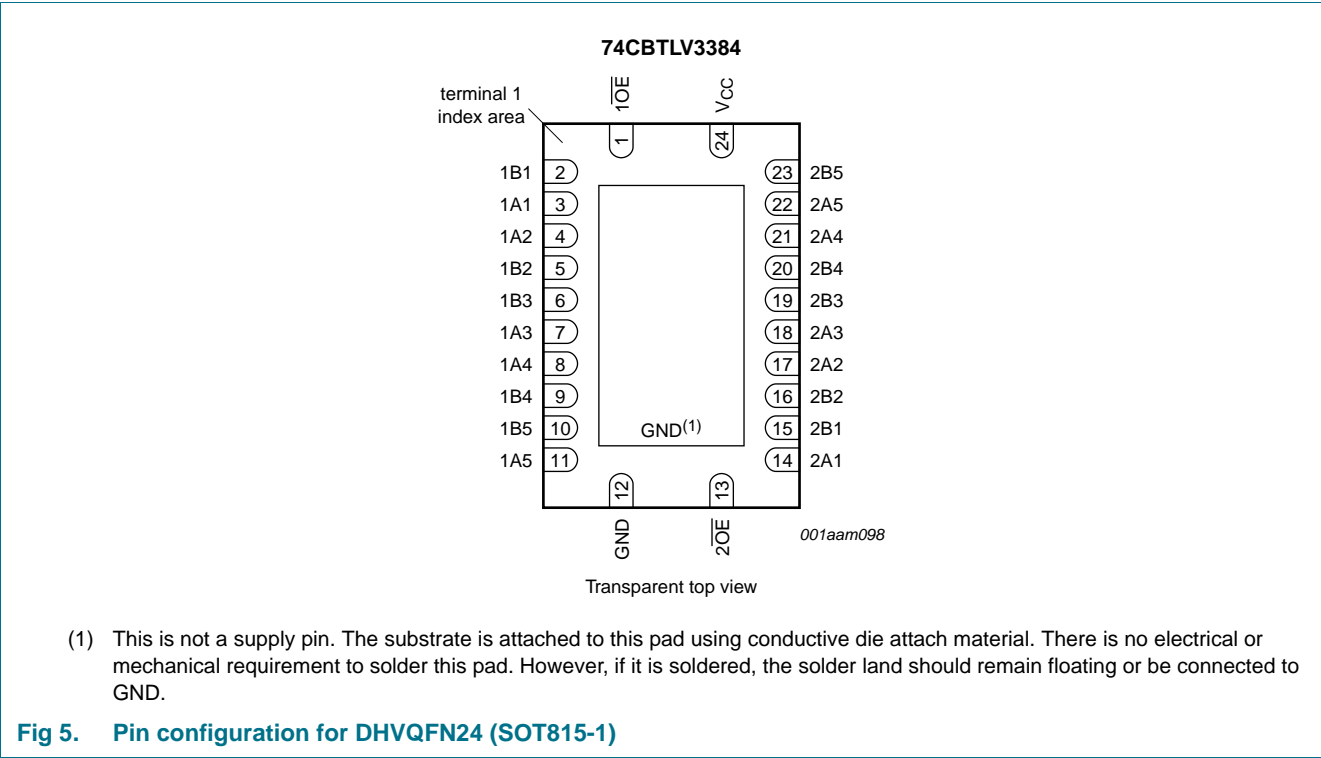 74CBTLV3384
terminal 1
index area
1OE
VCC
1
24
1B1 2 23 2B5
1A1 3 22 2A5
1A2 4 21 2A4
1B2 5 20 2B4
1B3 6 19 2B3
1A3 7 18 2A3
1A4 8 17 2A2
1B4 9 16 2B2
1B5 10 GND(1) 15 2B1
1A5 11 14 2A1
12
13
GND
2OE
001aam098
Transparent top view
(1) This is not a supply pin. The substrate is attached to this pad using conductive die attach material. There is no electrical or
mechanical requirement to solder this pad. However, if it is soldered, the solder land should remain floating or be connected to
GND.
Fig 5. Pin configuration for DHVQFN24 (SOT815-1)